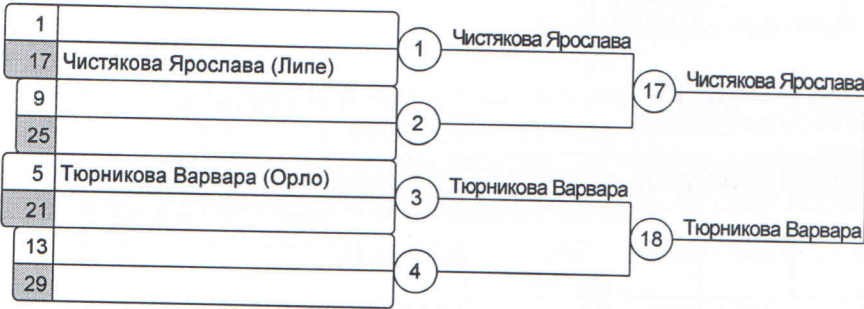 1
17 Чистякова Ярослава (Липе)
1
Чистякова Ярослава
9
25
2
17
Чистякова Ярослава
5 Тюрникова Варвара (Орло)
21
3
Тюрникова Варвара
13
29
4
18
Тюрникова Варвара